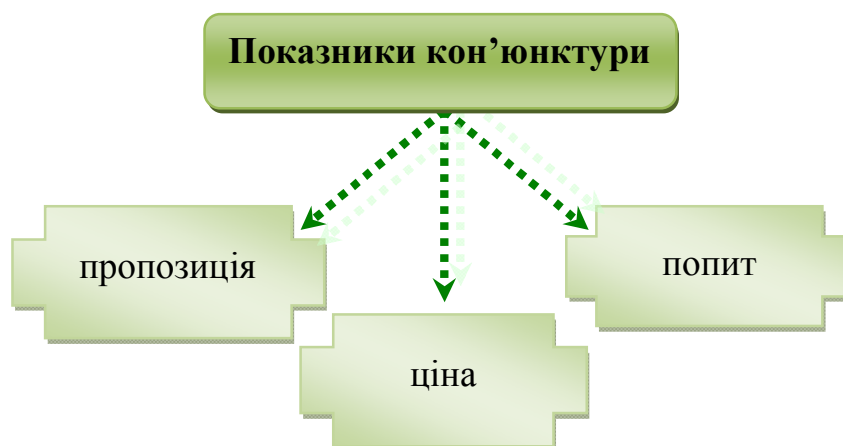 Показники кон’юнктури
пропозиція
попит
ціна